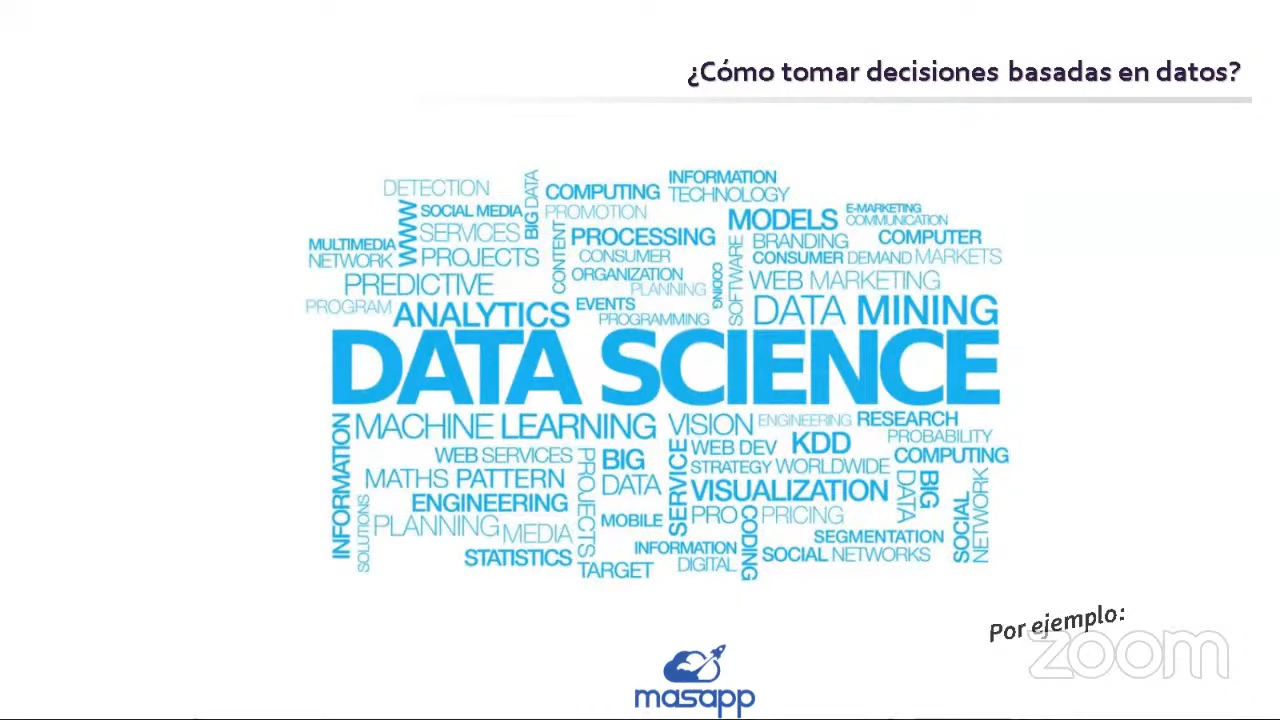 ¿Cómo tomar decisiones basadas en datos?
DETECTION
BIG DATA
COMPUTING
INFORMATION
TECHNOLOGY
WWW
SOCIAL MEDIA
PROMOTION
MODELS
E-MARKETING
COMMUNICATION
SERVICES
CONTENT
PROCESSING
SOFTWARE
BRANDING
COMPUTER
MULTIMEDIA
NETWORK
PROJECTS
CONSUMER
CONSUMER DEMAND MARKETS
PREDICTIVE
ORGANIZATION
PLANNING
CODING
WEB MARKETING
PROGRAM
ANALYTICS
EVENTS
PROGRAMMING
DATA MINING
DATA SCIENCE
INFORMATION
MACHINE LEARNING
VISION
ENGINEERING
RESEARCH
PROBABILITY
WEB SERVICES
PROJECTS
BIG
DATA
SERVICE
WEB DEV
KDD
COMPUTING
MATHS PATTERN
STRATEGY WORLDWIDE
DATA
BIG
ENGINEERING
VISUALIZATION
SOCIAL
NETWORK
SOLUTIONS
PLANNING
MEDIA
MOBILE
PRO
CODING
PRICING
SEGMENTATION
STATISTICS
INFORMATION
DIGITAL
SOCIAL NETWORKS
TARGET
Por ejemplo:
zoom
masapp